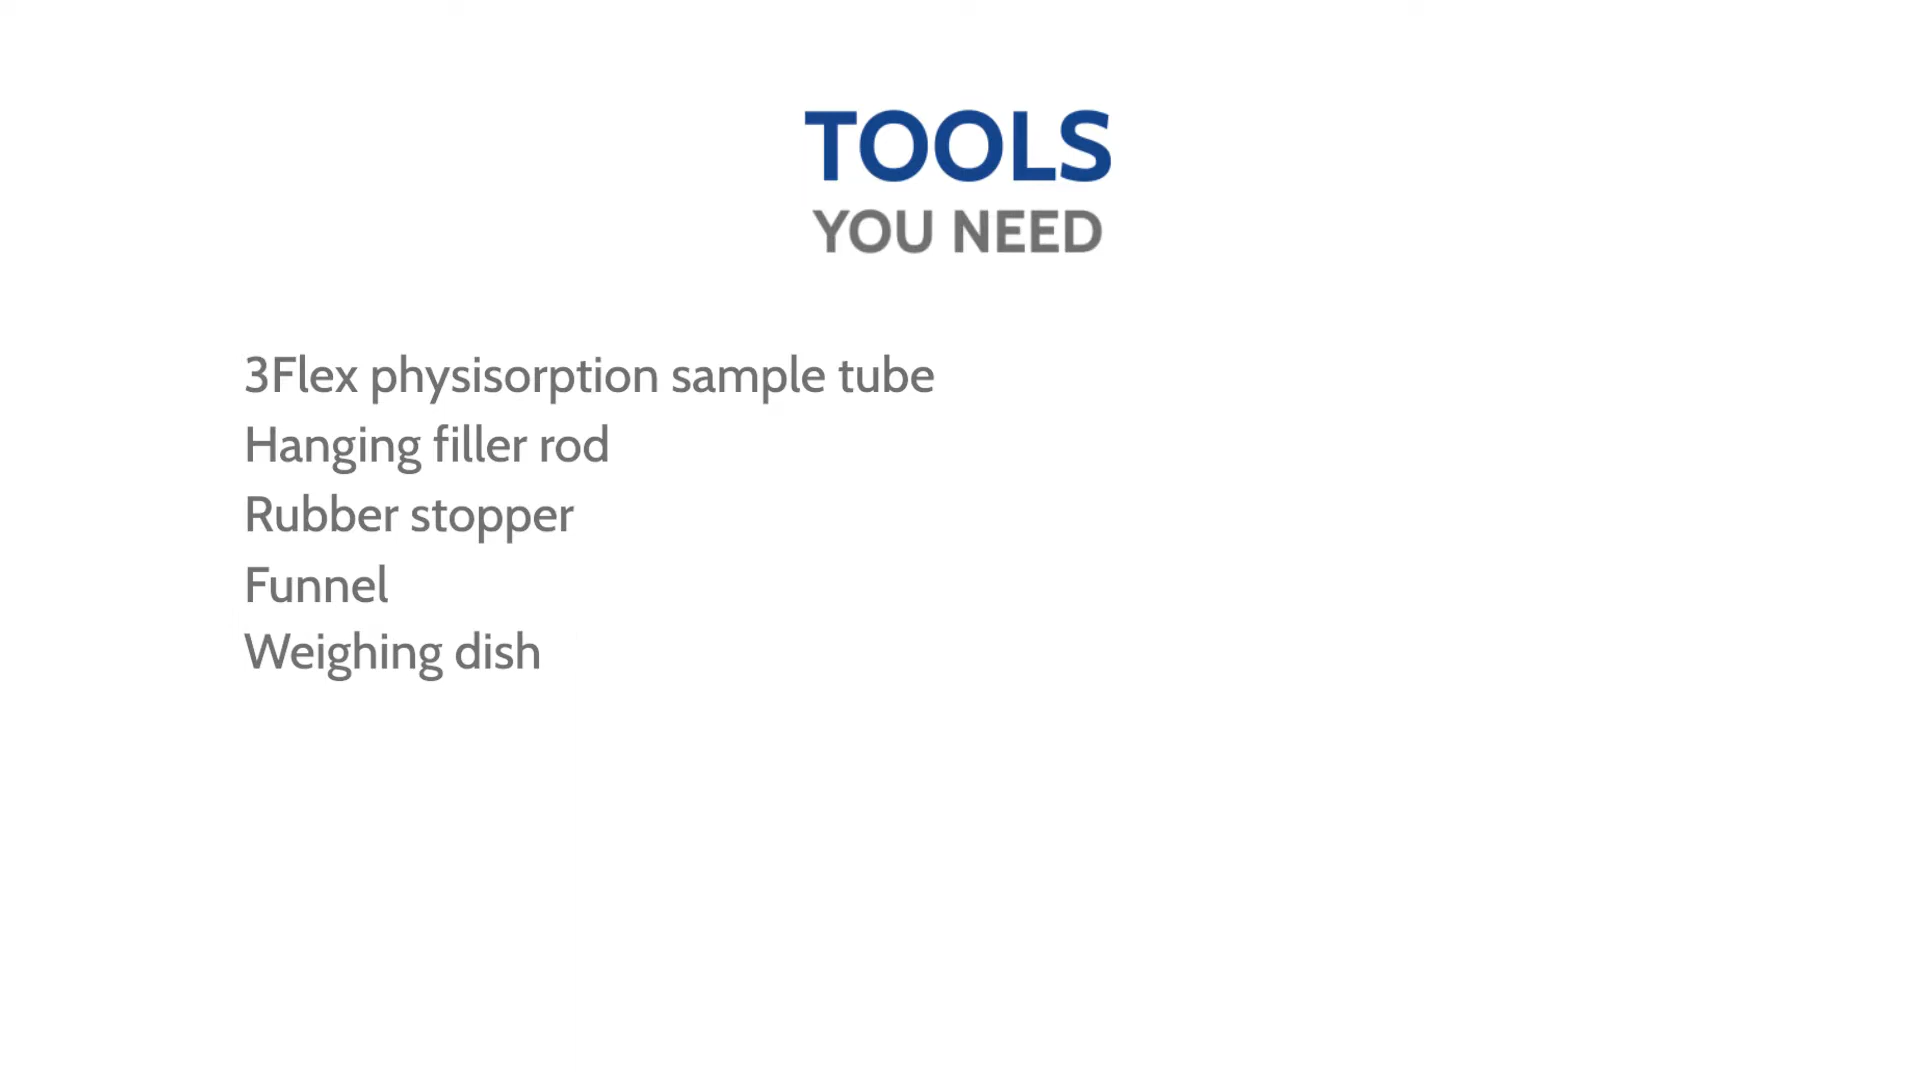 TOOLS
YOU NEED
3Flex physisorption sample tube
Hanging filler rod
Rubber stopper
Funnel
Weighing dish